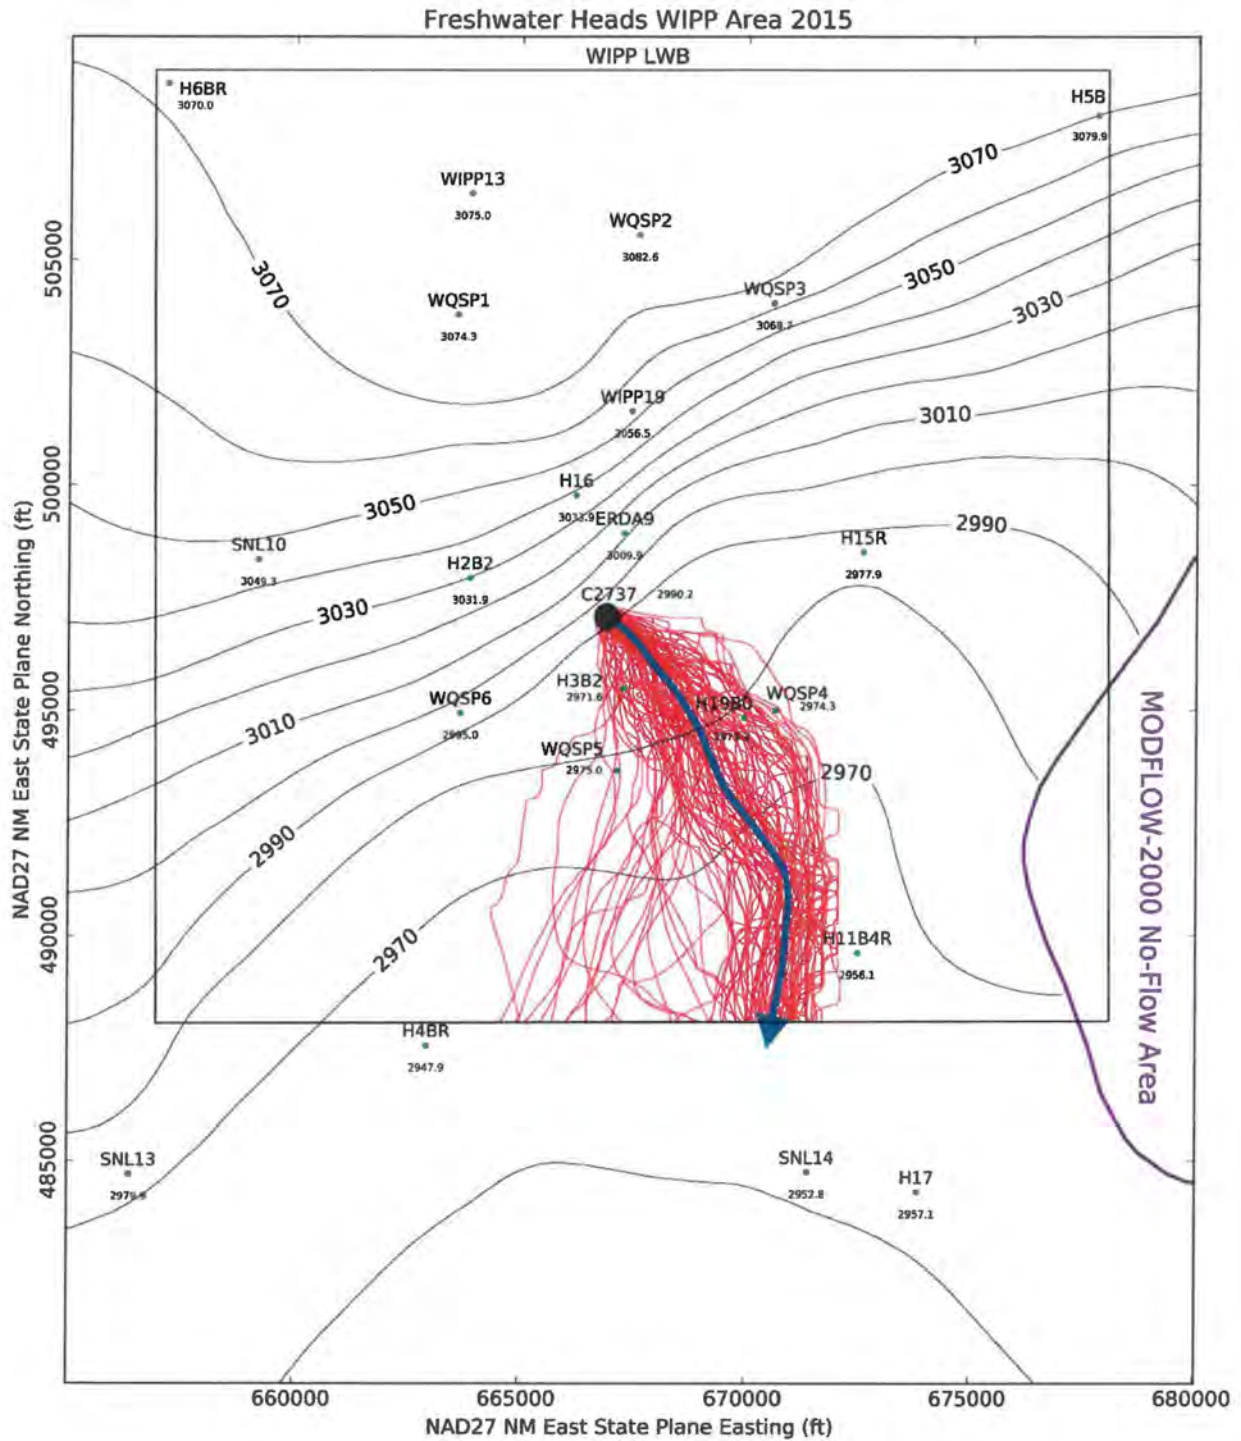 Freshwater Heads WIPP Area 2015
WIPP LWB
H6BR
3070.0
H5B
3079.9
3070
WIPP13
3075.0
WQSP2
3082.6
3070
3050
WQSP3
WQSP1
3074.3
3030
WIPP19
3056.5
3010
H16
3050
ERDA9
3009.9
2990
SNL10
3049.3
H15R
2977.9
H2B2
3031.9
C2737
2990.2
3030
H3B2
2971.6
WQSP6
2995.0
H19B0
WQSP4
2974.3
3010
WQSP5
2975.0
2970
2990
2970
H11B4R
2956.1
H4BR
2947.9
SNL13
SNL14
2952.8
H17
2957.1
MODFLOW-2000 No-Flow Area
505000
500000
495000
490000
485000
NAD27 NM East State Plane Northing (ft)
660000
665000
670000
675000
680000
NAD27 NM East State Plane Easting (ft)